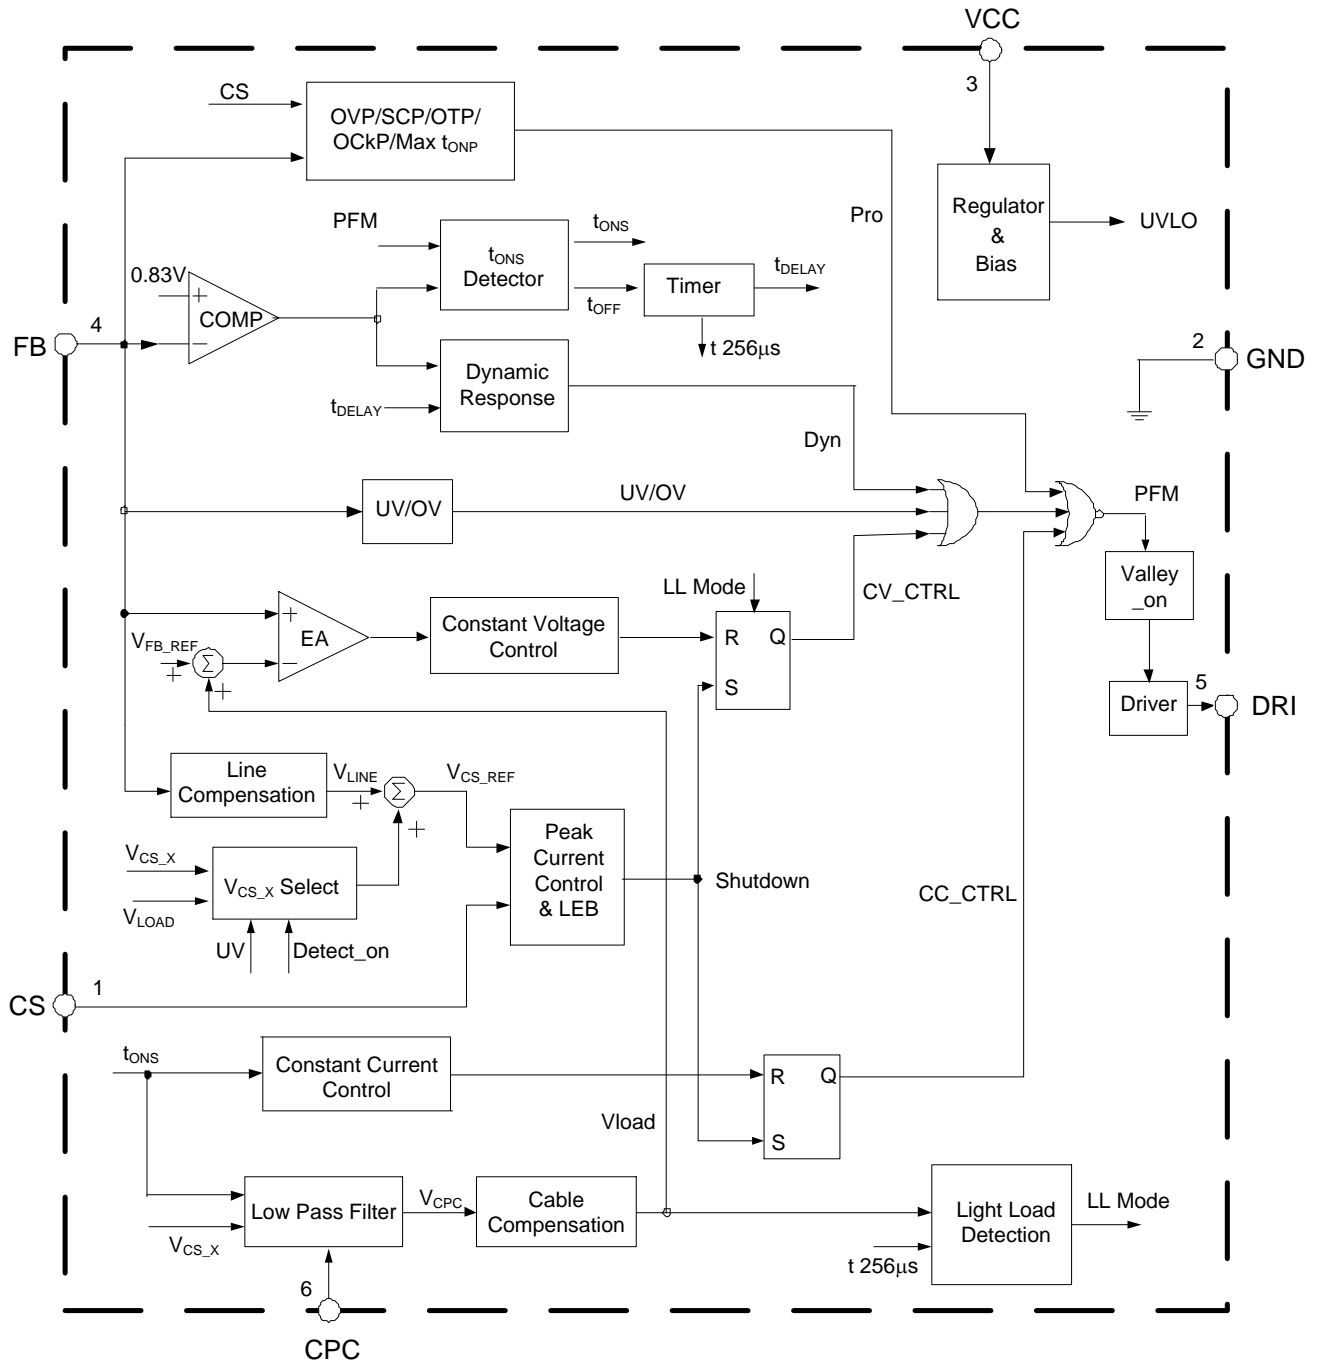 VCC
3
CS
OVP/SCP/OTP/
OCkP/Max tONP
Regulator
&
Bias
UVLO
Pro
PFM
tONS
Detector
tONS
tOFF
Timer
tDELAY
t 256μs
0.83V
+
COMP
−
FB
4
2
GND
Dynamic
Response
tDELAY
Dyn
UV/OV
UV/OV
PFM
Valley
_on
LL Mode
CV_CTRL
+
EA
−
VFB_REF
+
Σ
+
Constant Voltage
Control
R
Q
S
Driver
5
DRI
Line
Compensation
VLINE
+
Σ
+
VCS_REF
Peak
Current
Control
& LEB
Shutdown
CC_CTRL
VCS_X
VLOAD
VCS_X Select
UV
Detect_on
CS
1
tONS
Constant Current
Control
R
Q
S
Vload
Low Pass Filter
VCPC
Cable
Compensation
Light Load
Detection
LL Mode
VCS_X
t 256μs
6
CPC